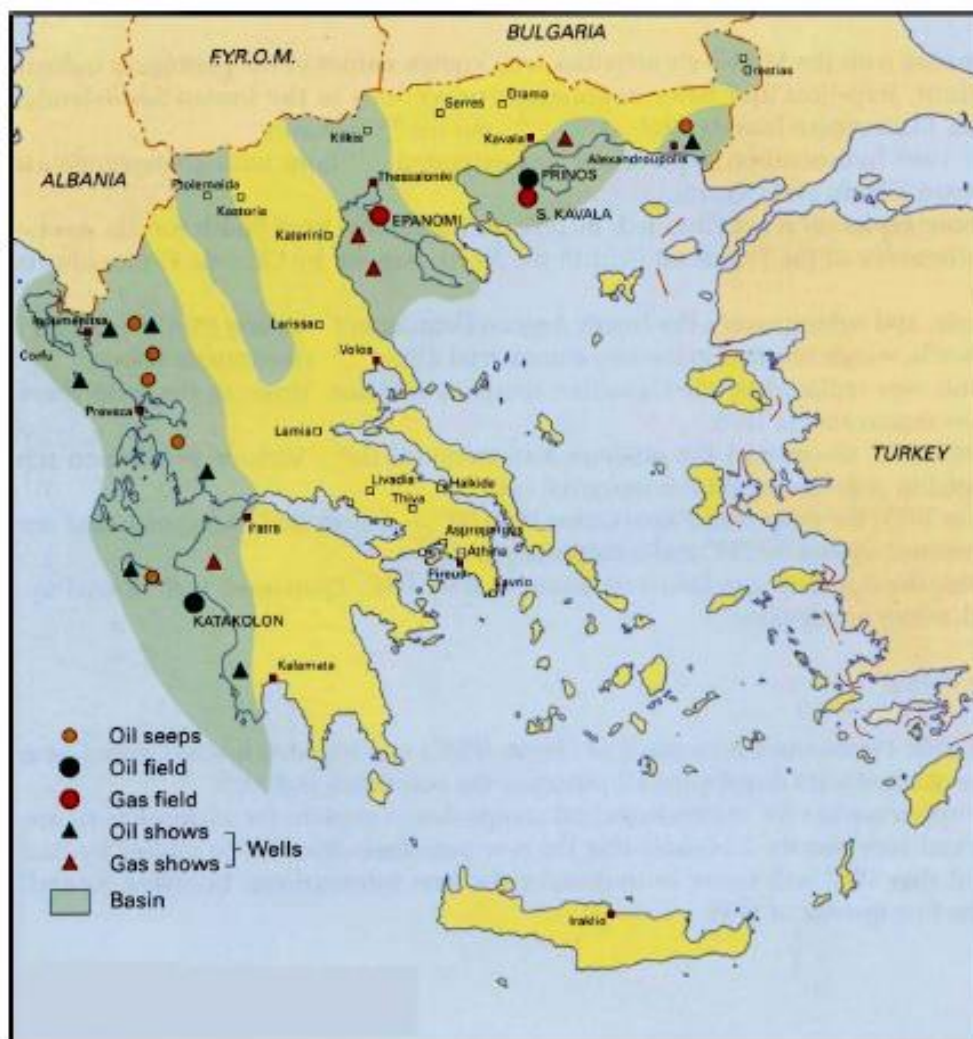 BULGARIA
F.Y.R.O.M.
Orestias
Drama
Serres
Kilkis
Kavala
Alexandroupolis
ALBANIA
Ptolemaida
Thessaloniki
PRINOS
Kastoria
EPANOMI
S. KAVALA
Katerini
Igoumenitsa
Larissa
Corfu
Volos
Preveza
Lamia
TURKEY
Livadia
Halkide
Thiva
Patra
Aspropirgos
Athina
Pireus
Lavrio
KATAKOLON
Kalamata
Oil seeps
Oil field
Gas field
Oil shows
Gas shows
Wells
Basin
Iraklio